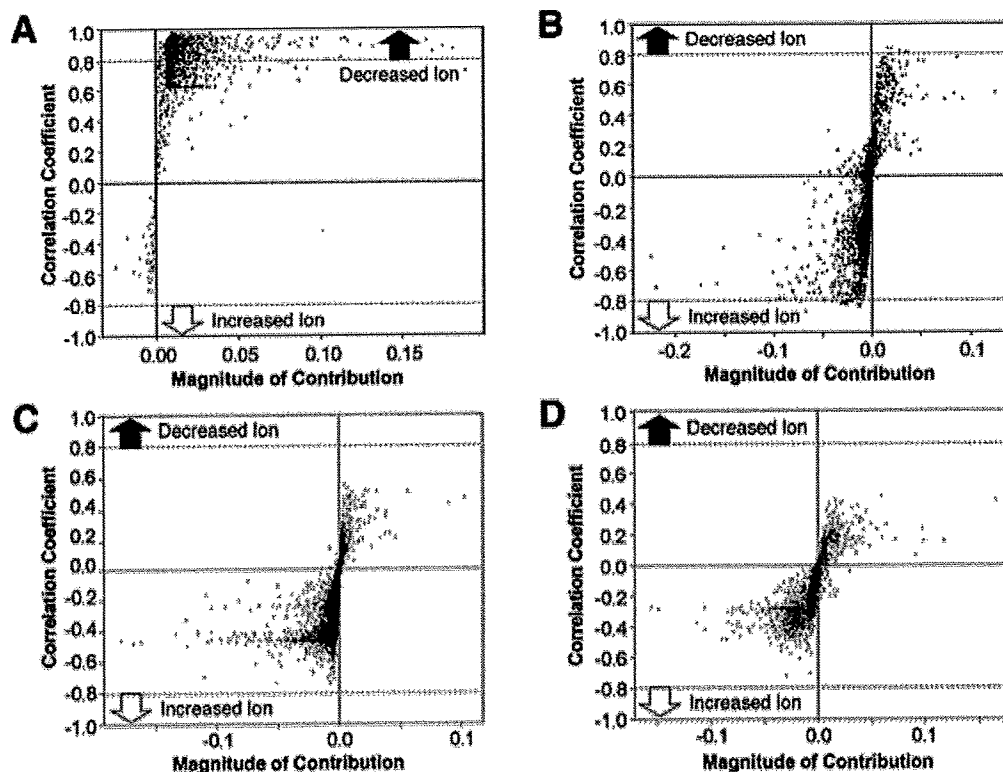 A
1.0
0.8
0.6
0.4
0.2
0.0
-0.2
-0.4
-0.6
-0.8
-1.0
Correlation Coefficient
Decreased Ion
Increased Ion
0.00 0.05 0.10 0.15
Magnitude of Contribution
B
1.0
0.8
0.6
0.4
0.2
0.0
-0.2
-0.4
-0.6
-0.8
-1.0
Correlation Coefficient
Decreased Ion
Increased Ion
-0.2 -0.1 0.0 0.1
Magnitude of Contribution
C
1.0
0.8
0.6
0.4
0.2
0.0
-0.2
-0.4
-0.6
-0.8
-1.0
Correlation Coefficient
Decreased Ion
Increased Ion
-0.1 0.0 0.1
Magnitude of Contribution
D
1.0
0.8
0.6
0.4
0.2
0.0
-0.2
-0.4
-0.6
-0.8
-1.0
Correlation Coefficient
Decreased Ion
Increased Ion
-0.1 0.0 0.1
Magnitude of Contribution